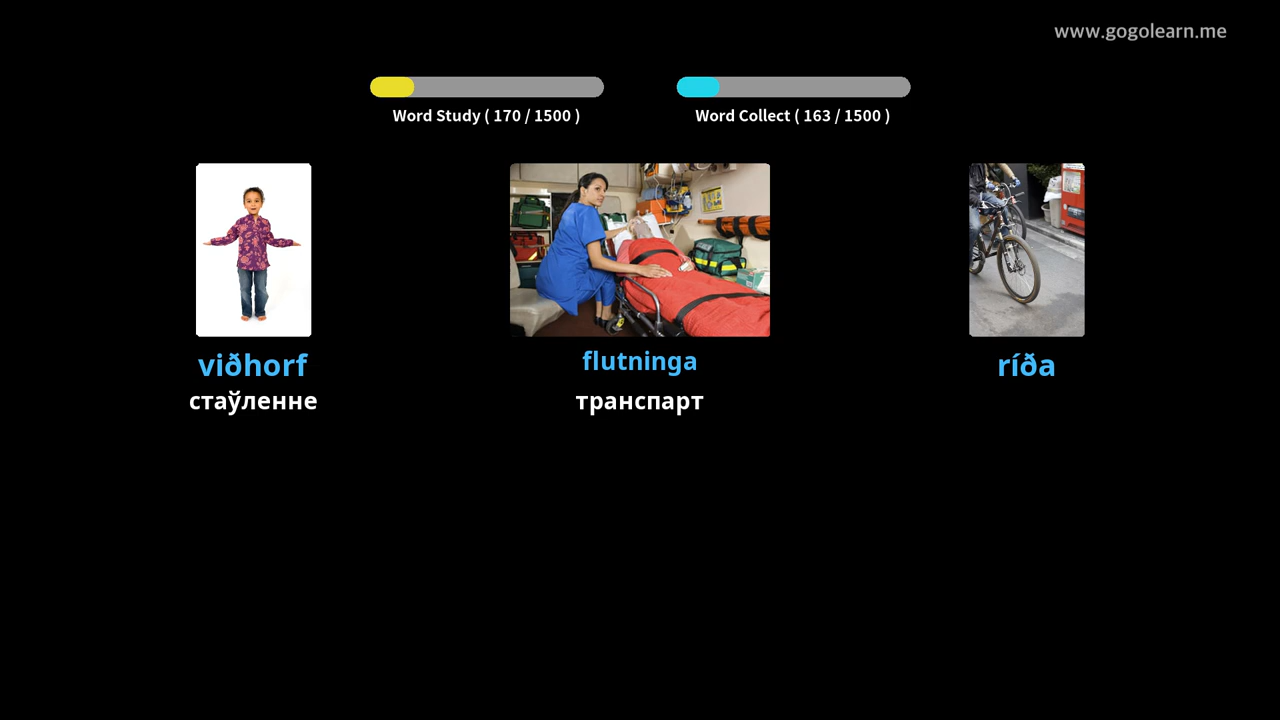 www.gogolearn.me
Word Study ( 170 / 1500 )
Word Collect ( 163 / 1500 )
viðhorf
стаўленне
flutninga
транспарт
ríða